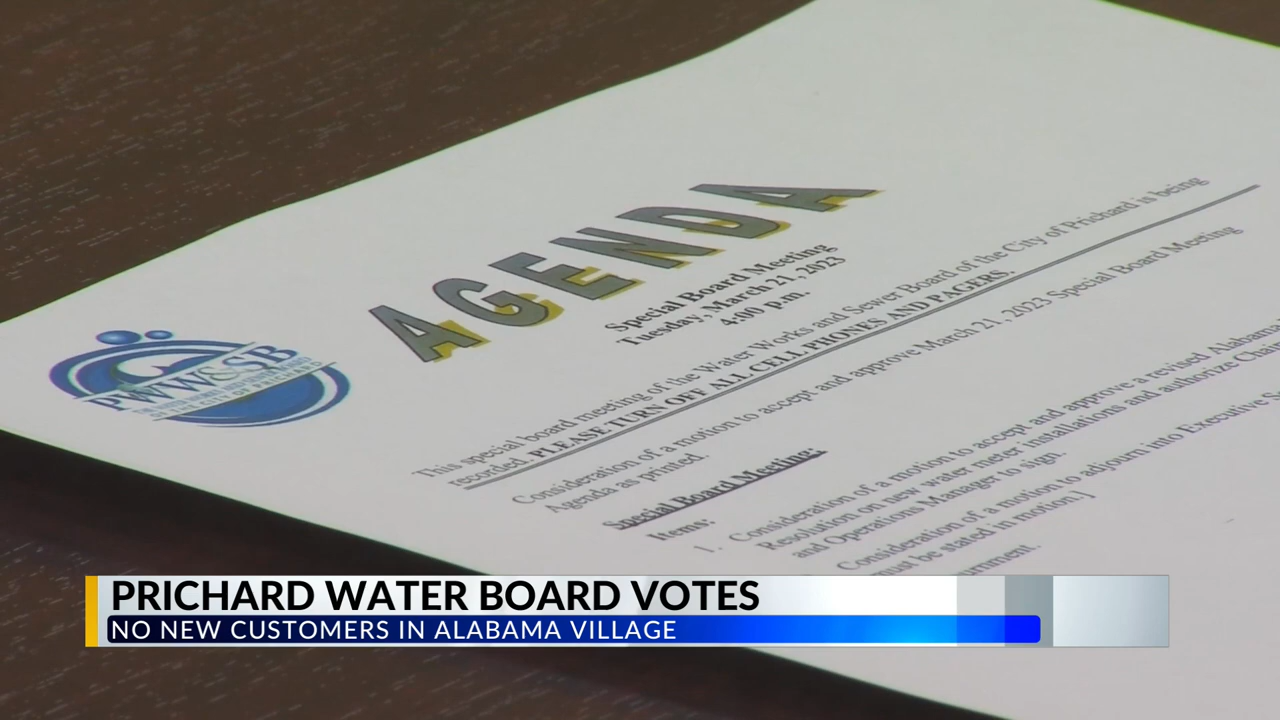 AGENDA
Special Board Meeting
Tuesday, March 21, 2023
4:00 p.m.
PWW&SB
This special board meeting of the Water Works and Sewer Board of the City of Prichard is being
recorded. PLEASE TURN OFF ALL CELL PHONES AND PAGERS.
Consideration of a motion to accept and approve March 21, 2023 Special Board Meeting
Agenda as printed.
Special Board Meeting:
Items:
1. Consideration of a motion to accept and approve a revised Alabama
Resolution on new water meter installations and authorize
and Operations Manager to sign.
Consideration of a motion to adjourn into Executive
must be stated in motion.)
PRICHARD WATER BOARD VOTES
NO NEW CUSTOMERS IN ALABAMA VILLAGE